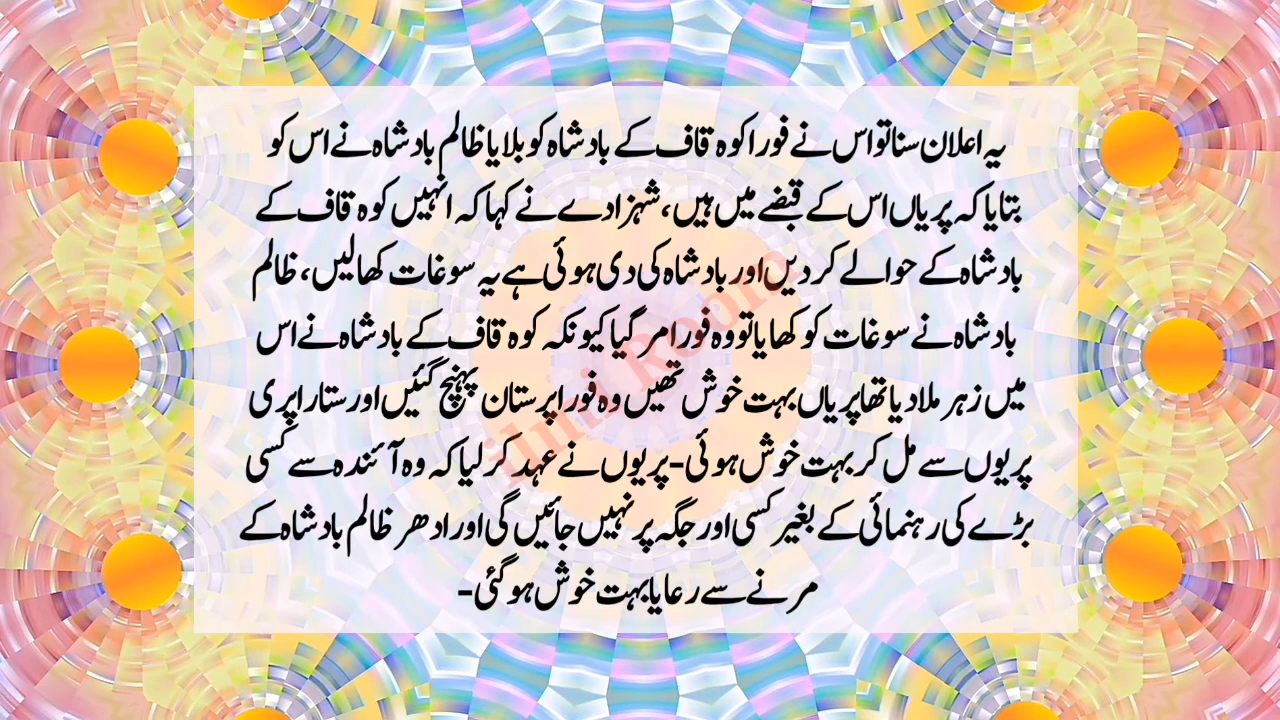 یہ اعلان سنا تو اس نے فورا کوہ قاف کے بادشاہ کو بلایا ظالم بادشاہ نے اس کو
بتایا کہ پریاں اس کے قبضے میں ہیں، شہزادے نے کہا کہ انہیں کوہ قاف کے
بادشاہ کے حوالے کر دیں اور بادشاہ کی دی ہوئی ہے یہ سوغات کھا لیں، ظالم
بادشاہ نے سوغات کو کھایا تو وہ فورا مر گیا کیونکہ کوہ قاف کے بادشاہ نے اس
میں زہر ملا دیا تھا پریاں بہت خوش تھیں وہ فورا پرستان پہنچ گئیں اور ستارا پری
پریوں سے مل کر بہت خوش ہوئی- پریوں نے عہد کر لیا کہ وہ آئندہ سے کسی
بڑے کی رہنمائی کے بغیر کسی اور جگہ پر نہیں جائیں گی اور ادھر ظالم بادشاہ کے
مرنے سے رعایا بہت خوش ہو گئی-